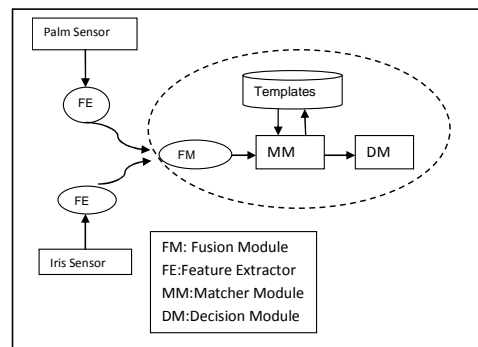 Palm Sensor
FE
Templates
FM
MM
DM
FE
Iris Sensor
FM: Fusion Module
FE:Feature Extractor
MM:Matcher Module
DM:Decision Module